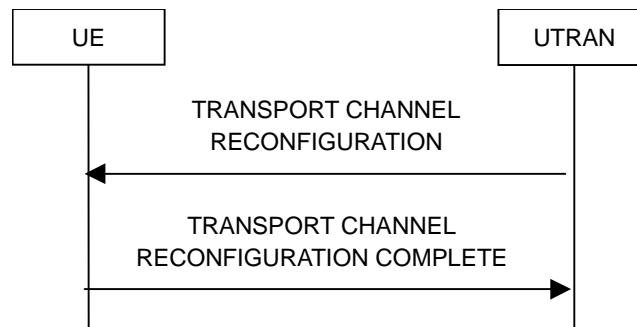 UE
UTRAN
TRANSPORT CHANNEL
RECONFIGURATION
TRANSPORT CHANNEL
RECONFIGURATION COMPLETE